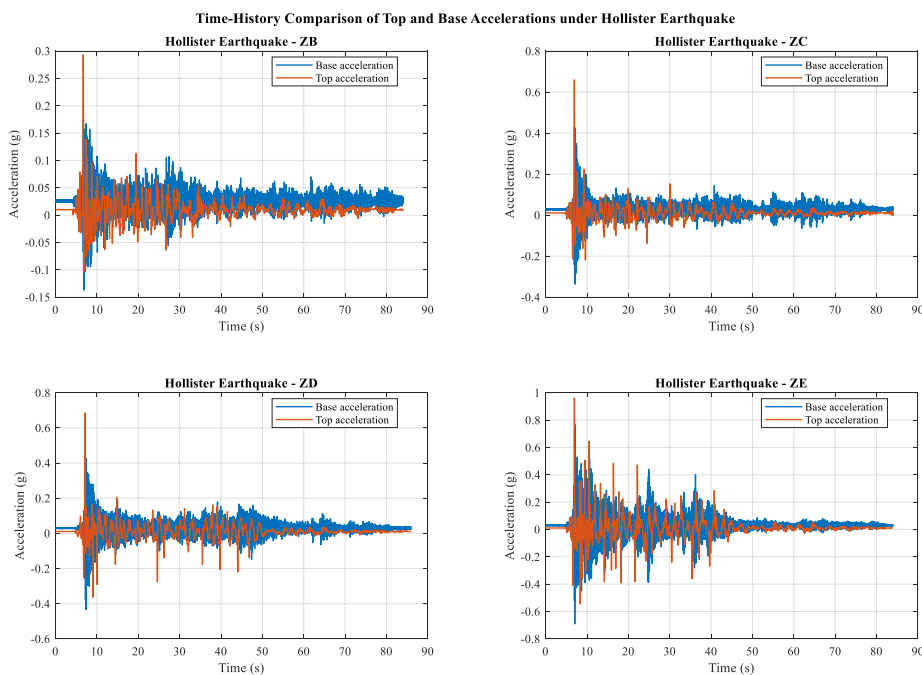 Time-History Comparison of Top and Base Accelerations under Hollister Earthquake
Hollister Earthquake - ZB
Base acceleration
Top acceleration
Acceleration (g)
0.3
0.25
0.2
0.15
0.1
0.05
0
-0.05
-0.1
-0.15
0 10 20 30 40 50 60 70 80 90
Time (s)
Hollister Earthquake - ZC
Base acceleration
Top acceleration
Acceleration (g)
0.8
0.6
0.4
0.2
0
-0.2
-0.4
0 10 20 30 40 50 60 70 80 90
Time (s)
Hollister Earthquake - ZD
Base acceleration
Top acceleration
Acceleration (g)
0.8
0.6
0.4
0.2
0
-0.2
-0.4
-0.6
0 10 20 30 40 50 60 70 80 90
Time (s)
Hollister Earthquake - ZE
Base acceleration
Top acceleration
Acceleration (g)
1
0.8
0.6
0.4
0.2
0
-0.2
-0.4
-0.6
-0.8
0 10 20 30 40 50 60 70 80 90
Time (s)